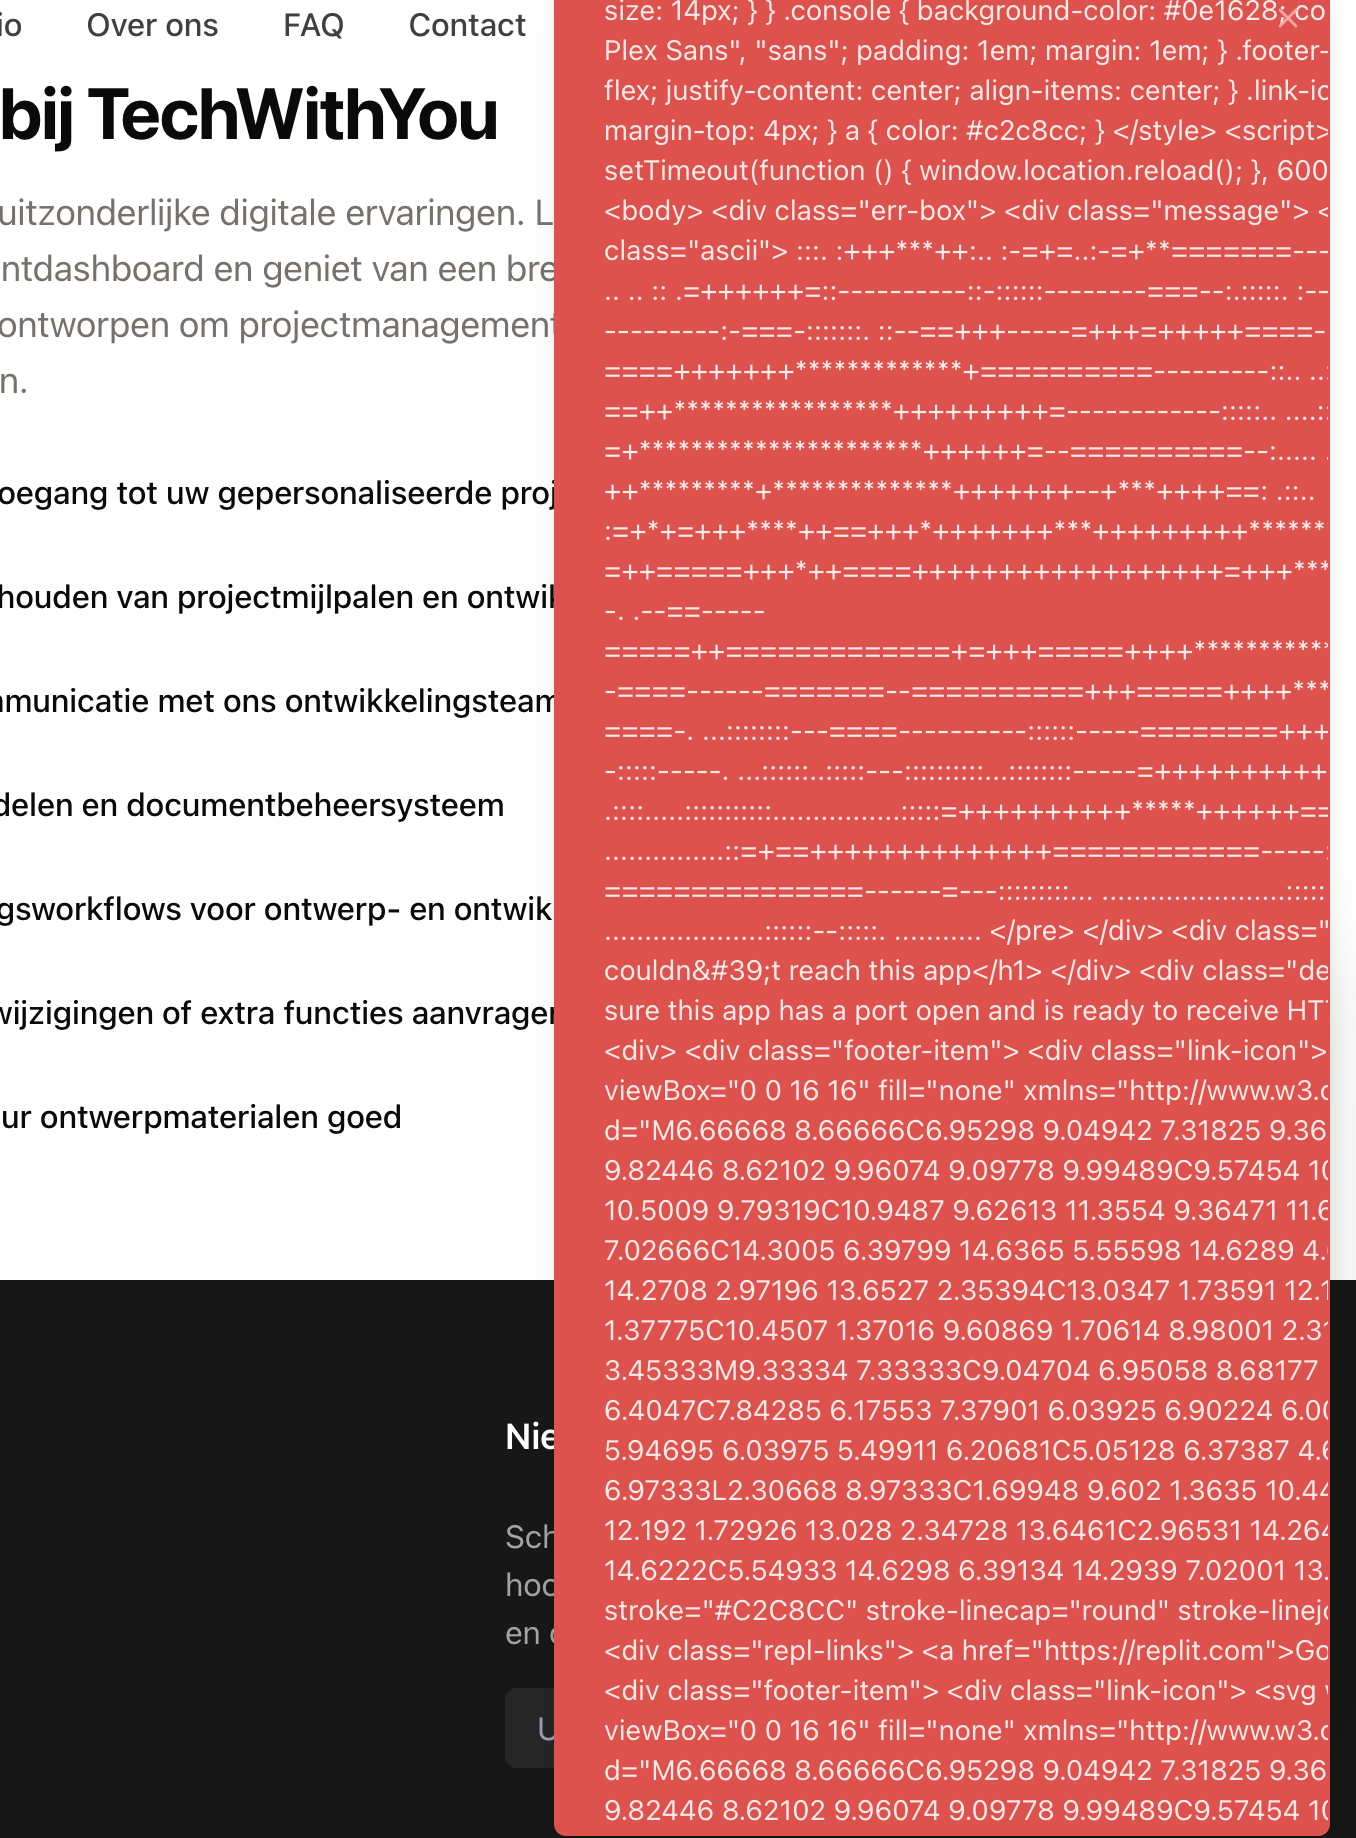 io Over ons FAQ Contact
bij TechWithYou
uitzonderlijke digitale ervaringen. L
ntdashboard en geniet van een bre
ontworpen om projectmanagement
n.
oegang tot uw gepersonaliseerde proj
houden van projectmijlpalen en ontwik
mmunicatie met ons ontwikkelingsteam
delen en documentbeheersysteem
gsworkflows voor ontwerp- en ontwik
wijzigingen of extra functies aanvragen
ur ontwerpmaterialen goed
Nie
Sch
hoo
en
U
size: 14px; } } .console { background-color: #0e1628; co
Plex Sans", "sans"; padding: 1em; margin: 1em; } .footer-
flex; justify-content: center; align-items: center; } .link-ic
margin-top: 4px; } a { color: #c2c8cc; } </style> <script>
setTimeout(function () { window.location.reload(); }, 600
<body> <div class="err-box"> <div class="message"> <
class="ascii"> :::. :+++***++:.. :-=+=..:-=+**=======---
.. .. :: .=++++++=::----------::-::::::--------===--:.:::::. :--
---------:-===-:::::::. ::--==+++-----=+++=+++++====-
====+++++++*************+==========---------::.. ..:
==++*****************+++++++++=------------:::::.. ....::
=+**********************++++++=--==========--:..... .
++*********+**************+++++++--+***++++==: .::..
:=+*+=+++****++==+++*+++++++***+++++++++******
=++=====+++*++====++++++++++++++++++=+++***
-. .--==-----
=====++=============+=+++=====++++***********
-====------=======--==========+++=====++++***
====-. ...::::::::---====----------::::::-----========+++
-:::::-----. ...::::::..:::::---::::::::::...::::::::-----=++++++++++
.::::.....:::::::::::...............:::::=++++++++++*****++++++==
..............::=+==++++++++++++++============-----:
===============------=---:::::::::... ......................:::::
...................::::::--:::::. ........... </pre> </div> <div class="
couldn&#39;t reach this app</h1> </div> <div class="de
sure this app has a port open and is ready to receive HT
<div> <div class="footer-item"> <div class="link-icon">
viewBox="0 0 16 16" fill="none" xmlns="http://www.w3.o
d="M6.66668 8.66666C6.95298 9.04942 7.31825 9.36
9.82446 8.62102 9.96074 9.09778 9.99489C9.57454 10
10.5009 9.79319C10.9487 9.62613 11.3554 9.36471 11.6
7.02666C14.3005 6.39799 14.6365 5.55598 14.6289 4.
14.2708 2.97196 13.6527 2.35394C13.0347 1.73591 12.1
1.37775C10.4507 1.37016 9.60869 1.70614 8.98001 2.31
3.45333M9.33334 7.33333C9.04704 6.95058 8.68177
6.4047C7.84285 6.17553 7.37901 6.03925 6.90224 6.00
5.94695 6.03975 5.49911 6.20681C5.05128 6.37387 4.6
6.97333L2.30668 8.97333C1.69948 9.602 1.3635 10.44
12.192 1.72926 13.028 2.34728 13.6461C2.96531 14.264
14.6222C5.54933 14.6298 6.39134 14.2939 7.02001 13.
stroke="#C2C8CC" stroke-linecap="round" stroke-linejo
<div class="repl-links"> <a href="https://replit.com">Go
<div class="footer-item"> <div class="link-icon"> <svg
viewBox="0 0 16 16" fill="none" xmlns="http://www.w3.o
d="M6.66668 8.66666C6.95298 9.04942 7.31825 9.36
9.82446 8.62102 9.96074 9.09778 9.99489C9.57454 10